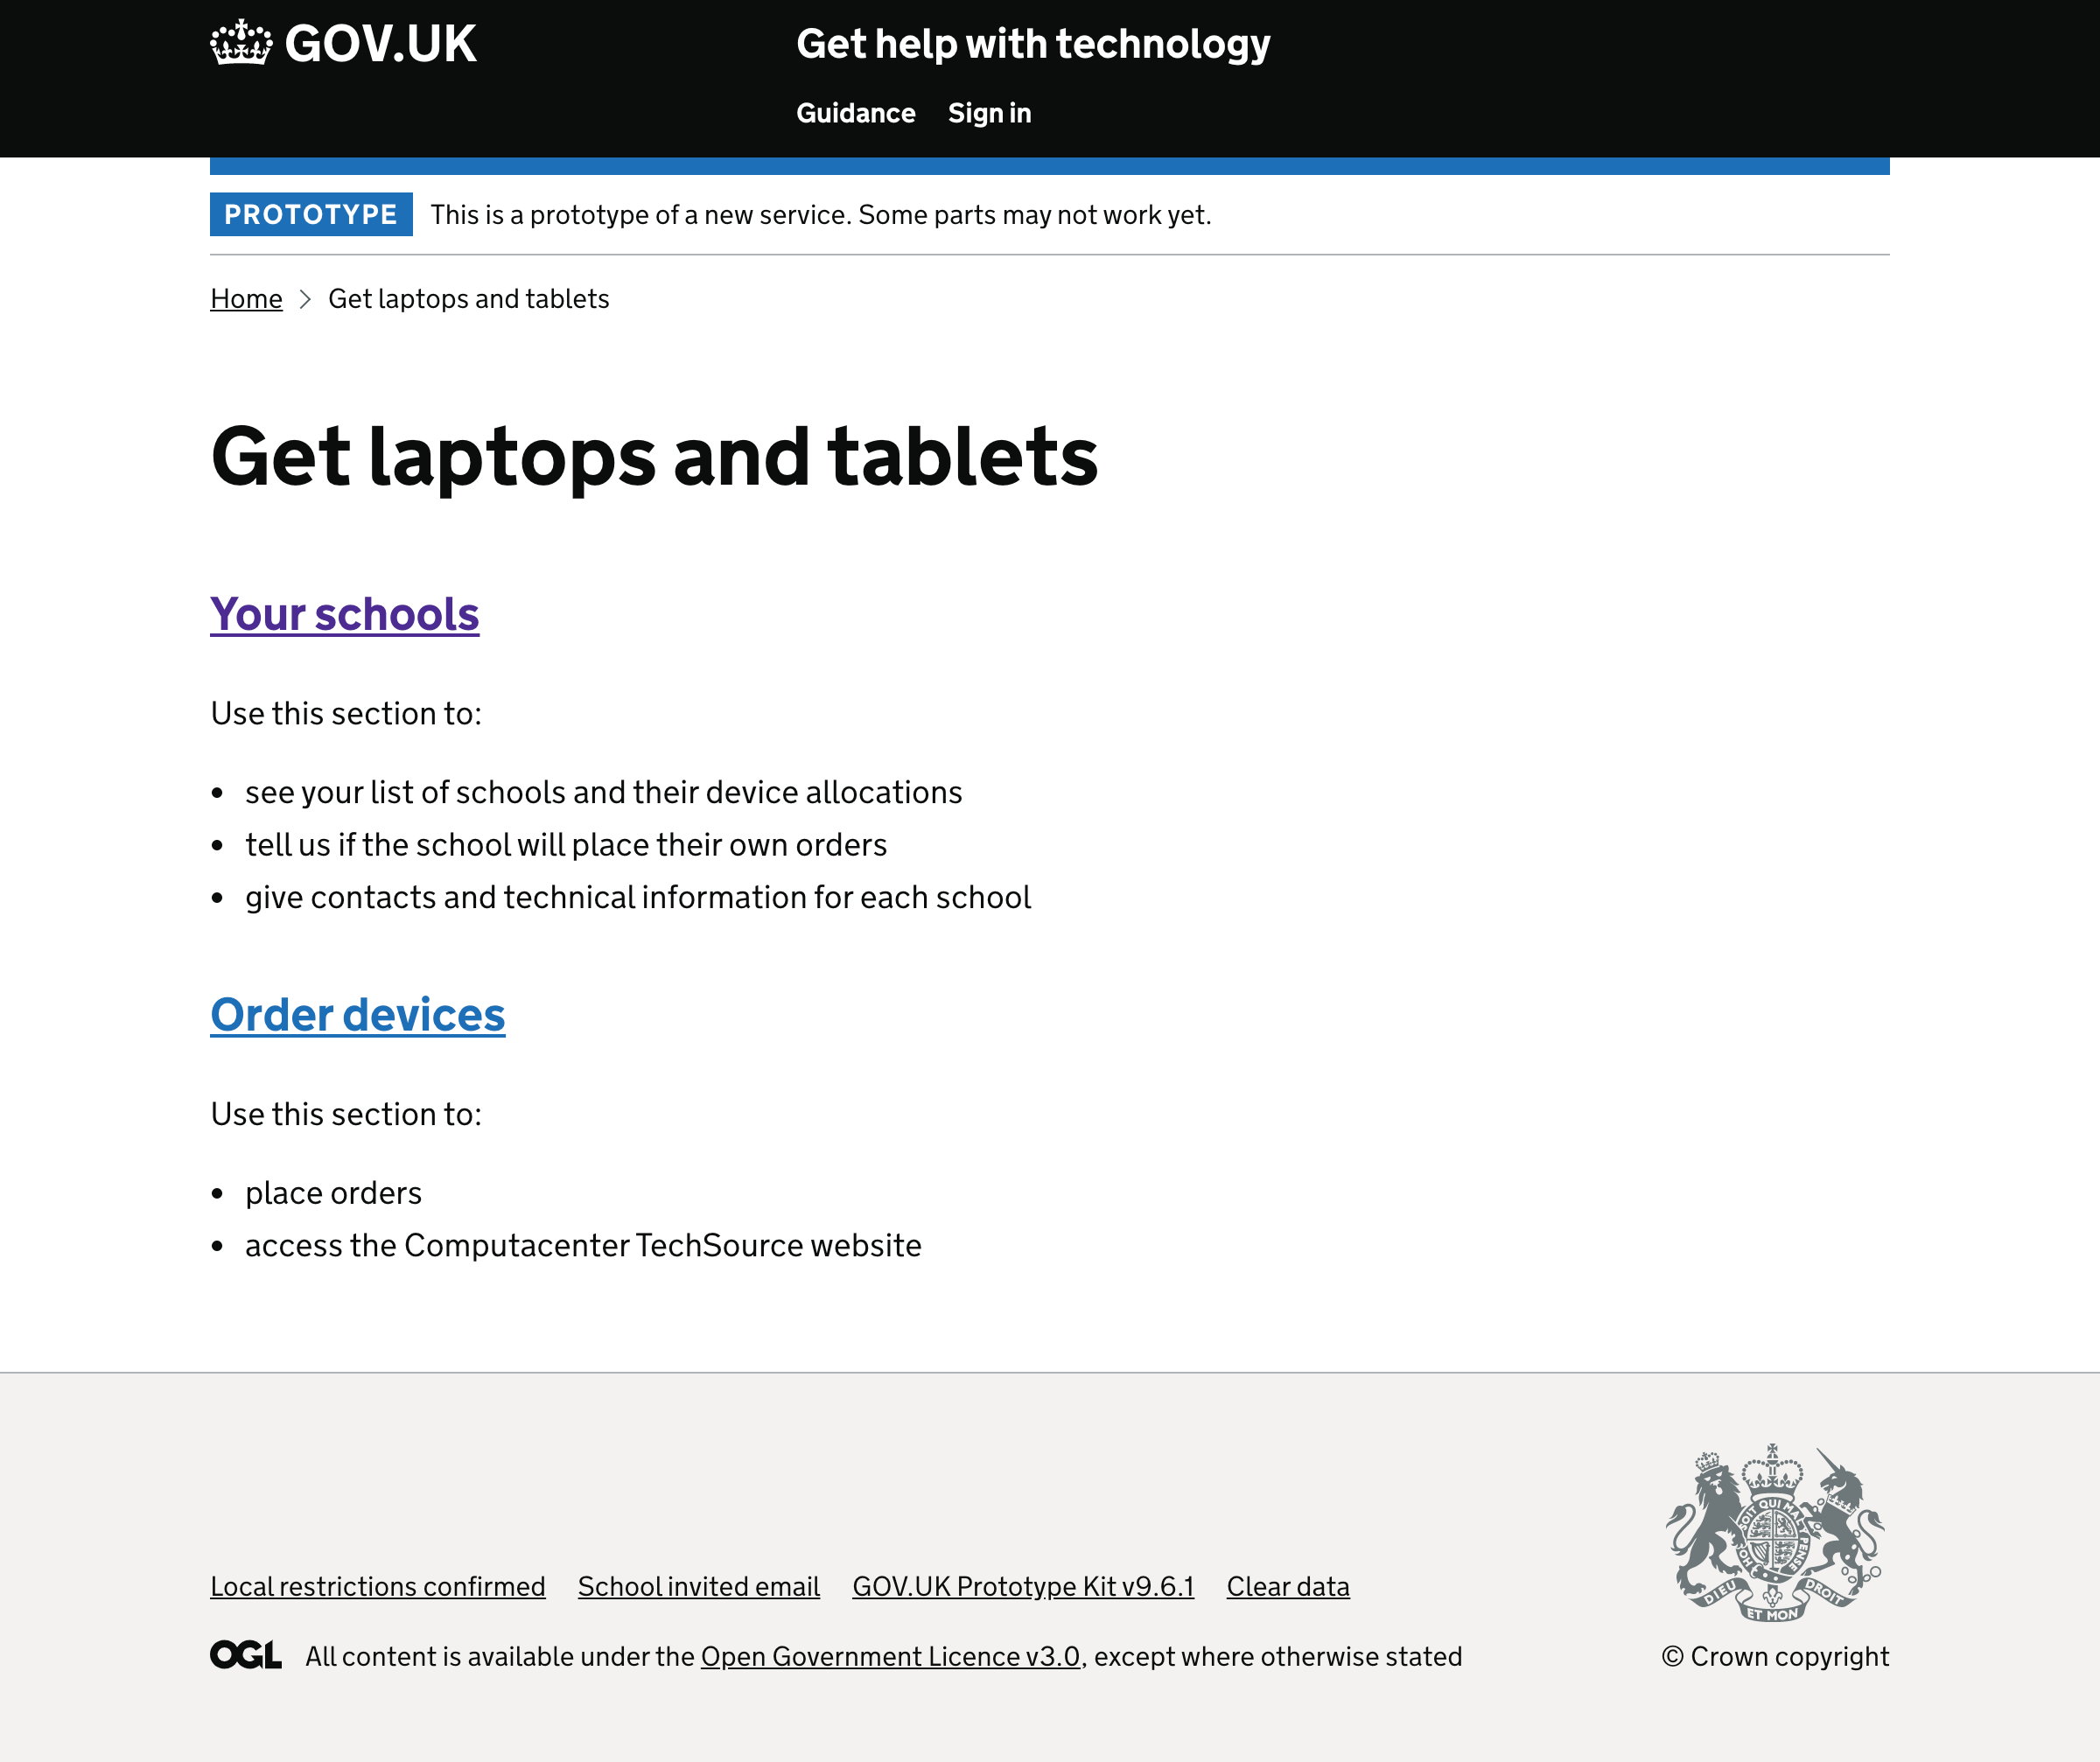 GOV.UK
Get help with technology
Guidance Sign in
PROTOTYPE This is a prototype of a new service. Some parts may not work yet.
Home Get laptops and tablets
Get laptops and tablets
Your schools
Use this section to:
• see your list of schools and their device allocations
• tell us if the school will place their own orders
• give contacts and technical information for each school
Order devices
Use this section to:
• place orders
• access the Computacenter TechSource website
Local restrictions confirmed School invited email GOV.UK Prototype Kit v9.6.1 Clear data
OGL All content is available under the Open Government Licence v3.0, except where otherwise stated
HONI SOIT QUI MAL Y PENSE
DIEU ET MON DROIT
© Crown copyright